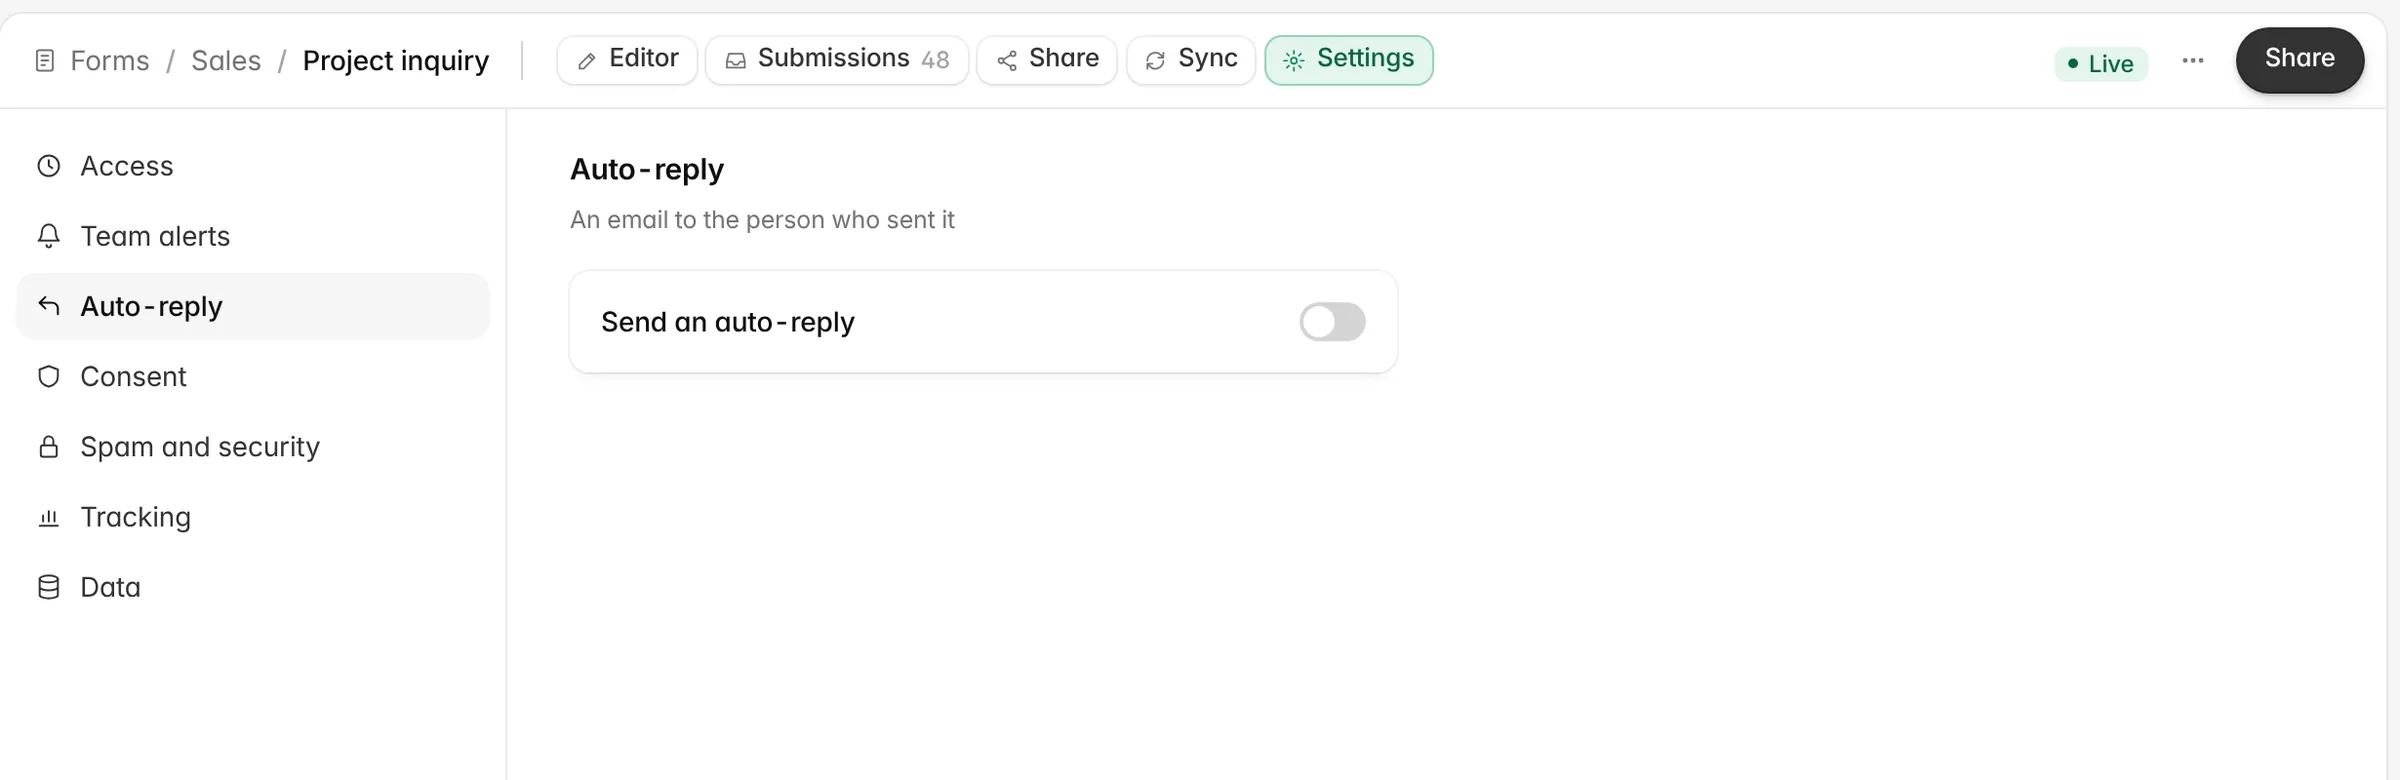 Forms / Sales / Project inquiry
Editor
Submissions 48
Share
Sync
Settings
Live
Share
Access
Team alerts
Auto-reply
Consent
Spam and security
Tracking
Data
Auto-reply
An email to the person who sent it
Send an auto-reply